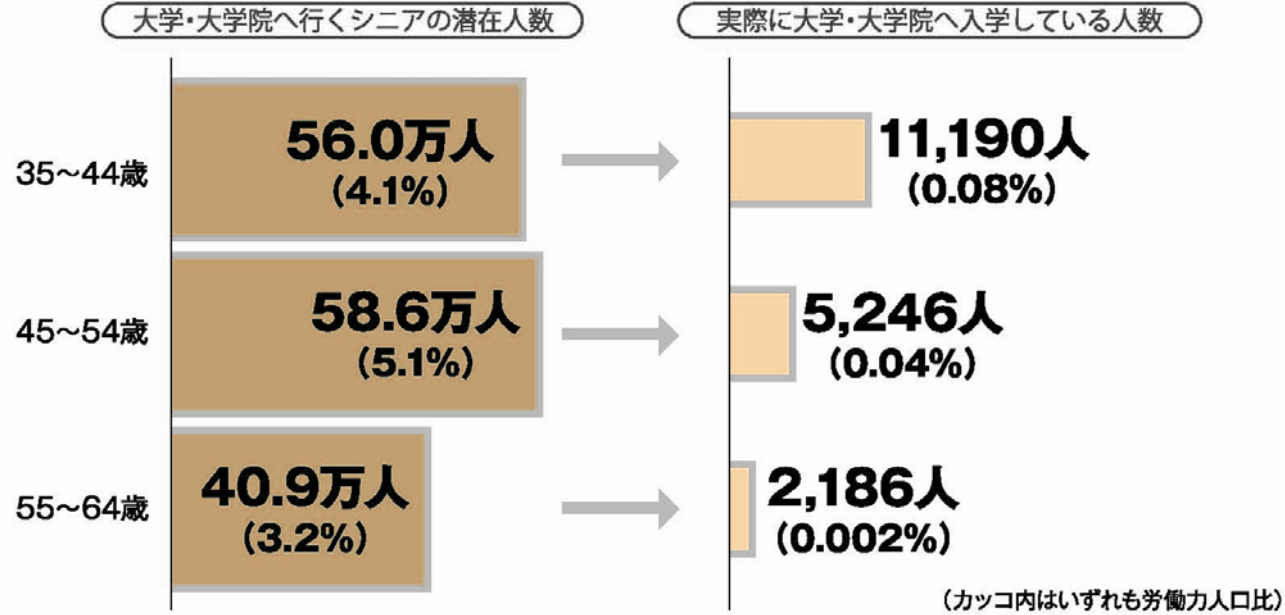 大学・大学院へ行くシニアの潜在人数
実際に大学・大学院へ入学している人数
35〜44歳
56.0万人
(4.1%)
11,190人
(0.08%)
45〜54歳
58.6万人
(5.1%)
5,246人
(0.04%)
55〜64歳
40.9万人
(3.2%)
2,186人
(0.002%)
(カッコ内はいずれも労働力人口比)